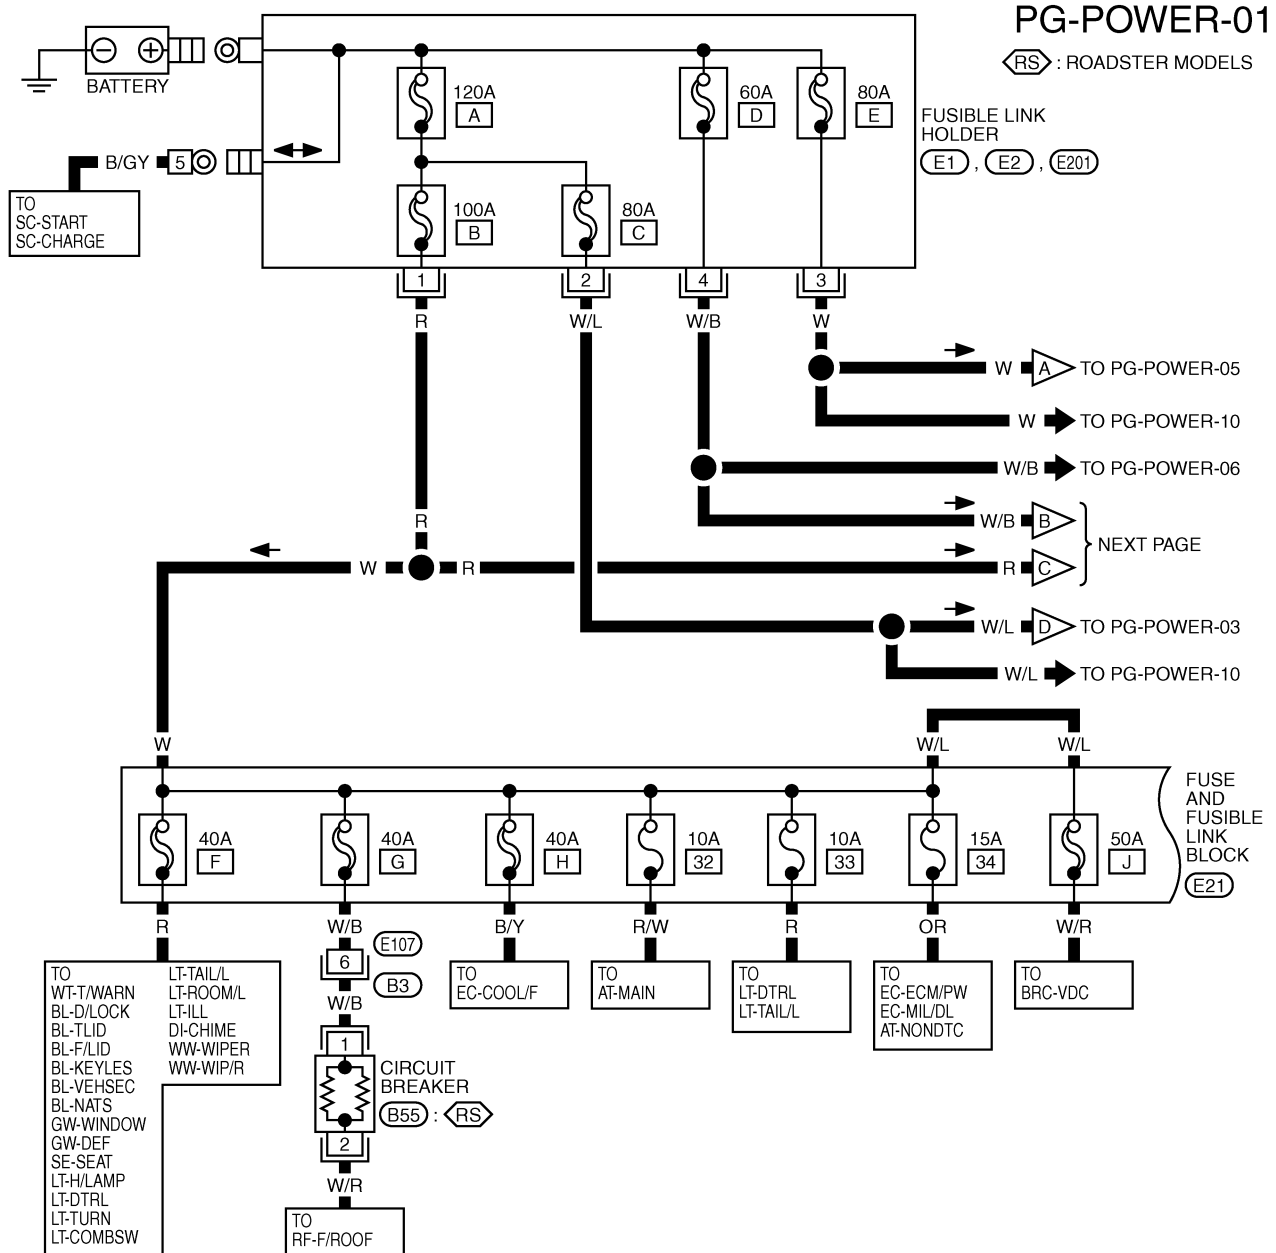 PG-POWER-01
RS : ROADSTER MODELS
BATTERY
120A
A
60A
D
80A
E
FUSIBLE LINK
HOLDER
E1 , E2 , E201
B/GY 5
TO
SC-START
SC-CHARGE
100A
B
80A
C
1 2 4 3
R W/L W/B W
W A TO PG-POWER-05
W TO PG-POWER-10
W/B TO PG-POWER-06
R
W/B B
NEXT PAGE
W R R C
W/L D TO PG-POWER-03
W/L TO PG-POWER-10
W W/L W/L
FUSE
AND
FUSIBLE
LINK
BLOCK
E21
40A
F
40A
G
40A
H
10A
32
10A
33
15A
34
50A
J
R W/B B/Y R/W R OR W/R
E107
6
B3
W/B
1
CIRCUIT
BREAKER
B55 : RS
2
W/R
TO
RF-F/ROOF
TO
WT-T/WARN
BL-D/LOCK
BL-TLID
BL-F/LID
BL-KEYLES
BL-VEHSEC
BL-NATS
GW-WINDOW
GW-DEF
SE-SEAT
LT-H/LAMP
LT-DTRL
LT-TURN
LT-COMBSW
LT-TAIL/L
LT-ROOM/L
LT-ILL
DI-CHIME
WW-WIPER
WW-WIP/R
TO
EC-COOL/F
TO
AT-MAIN
TO
LT-DTRL
LT-TAIL/L
TO
EC-ECM/PW
EC-MIL/DL
AT-NONDTC
TO
BRC-VDC